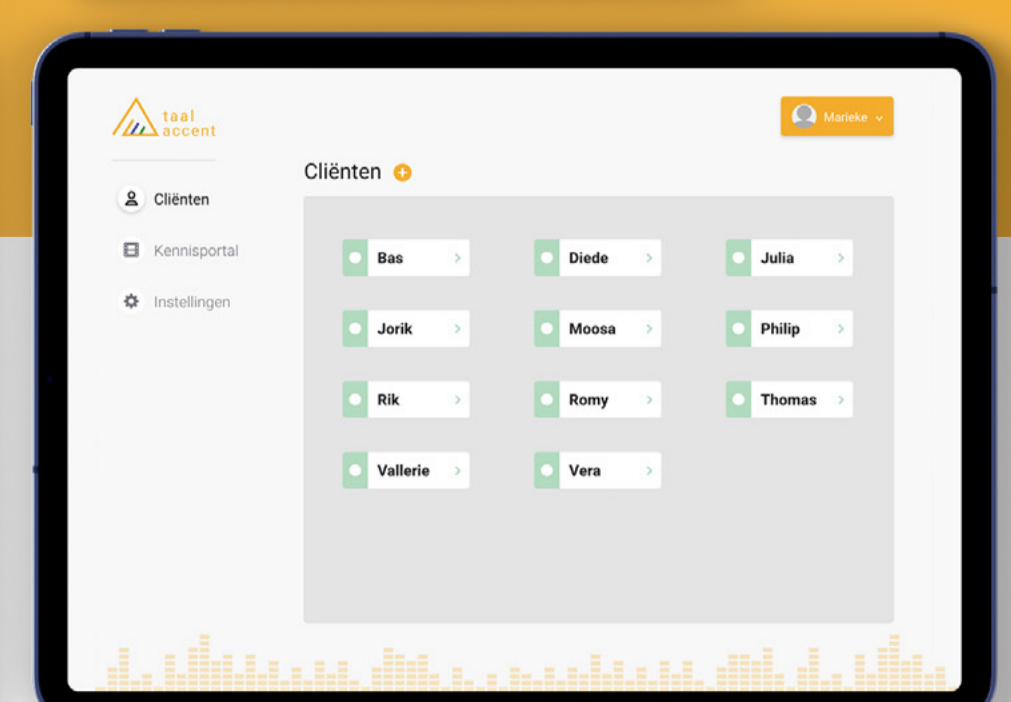 taal
accent
Marieke
Cliënten
Cliënten
Kennisportal
Instellingen
Bas
Diede
Julia
Jorik
Moosa
Philip
Rik
Romy
Thomas
Vallerie
Vera